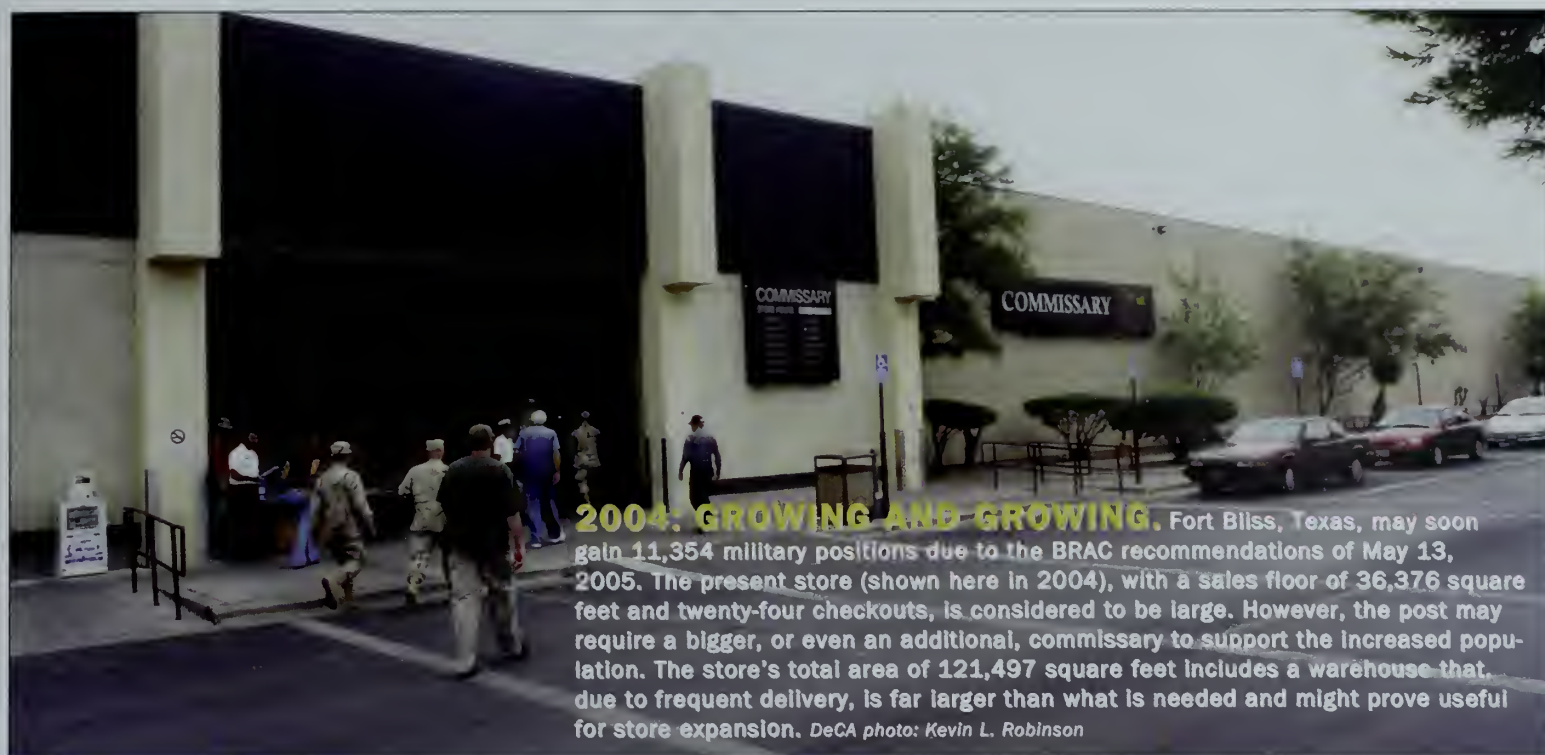 COMMISSARY
COMMISSARY
2004: GROWING AND GROWING. Fort Bliss, Texas, may soon
gain 11,354 military positions due to the BRAC recommendations of May 13,
2005. The present store (shown here in 2004), with a sales floor of 36,376 square
feet and twenty-four checkouts, is considered to be large. However, the post may
require a bigger, or even an additional, commissary to support the increased popu-
lation. The store's total area of 121,497 square feet includes a warehouse that,
due to frequent delivery, is far larger than what is needed and might prove useful
for store expansion. DeCA photo: Kevin L. Robinson